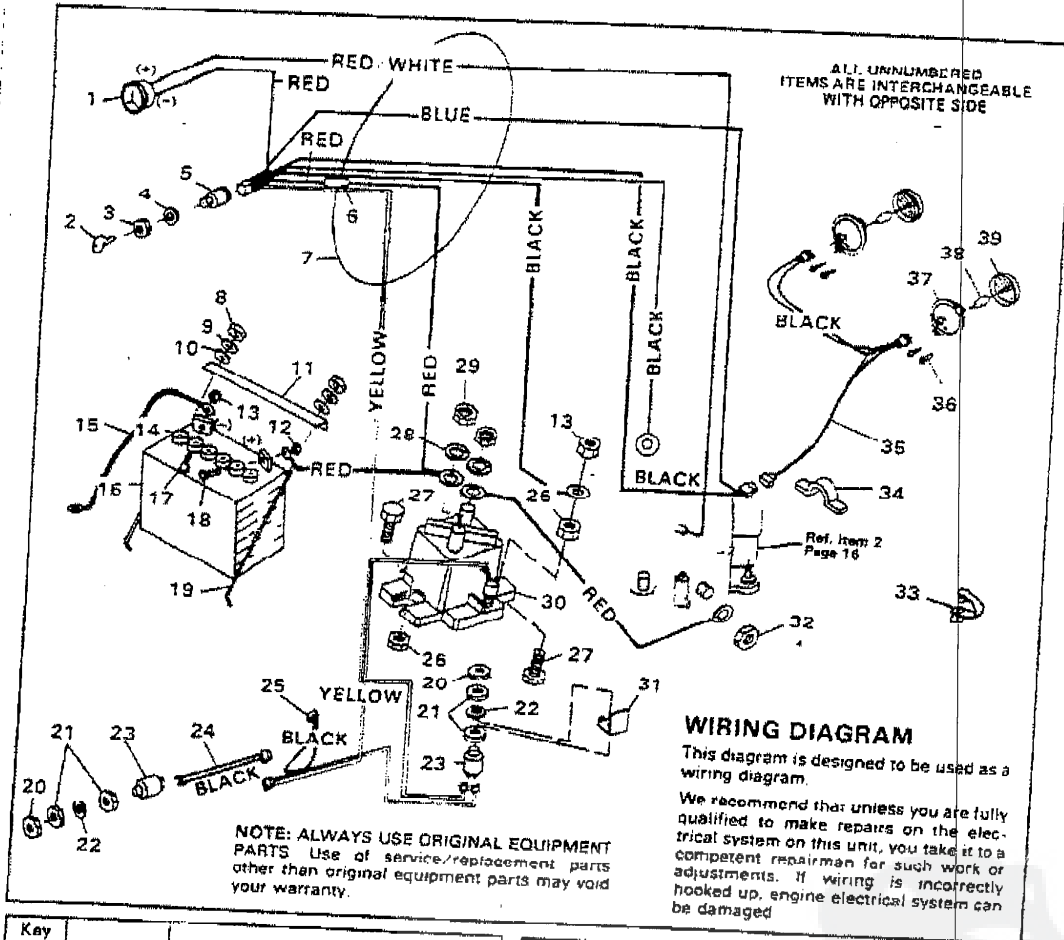 ALL UNNUMBERED
ITEMS ARE INTERCHANGEABLE
WITH OPPOSITE SIDE
(+)
RED WHITE
1
(-)
RED
BLUE
RED
5
4
3
2
6
7
BLACK
BLACK
BLACK
39
38
37
BLACK
36
8
9
10
11
YELLOW
RED
29
13
12
15
14
(-)
(+)
28
13
RED
BLACK
35
16
17
18
27
26
34
Ref. Item 2
Page 16
19
30
RED
33
26
27
32
20
25
YELLOW
21
22
31
BLACK
21
23
24
BLACK
23
20
22
WIRING DIAGRAM
This diagram is designed to be used as a
wiring diagram.
We recommend that unless you are fully
qualified to make repairs on the elec-
trical system on this unit, you take it to a
competent repairman for such work or
adjustments. If wiring is incorrectly
hooked up, engine electrical system can
be damaged
NOTE: ALWAYS USE ORIGINAL EQUIPMENT
PARTS Use of service/replacement parts
other than original equipment parts may void
your warranty.
Key